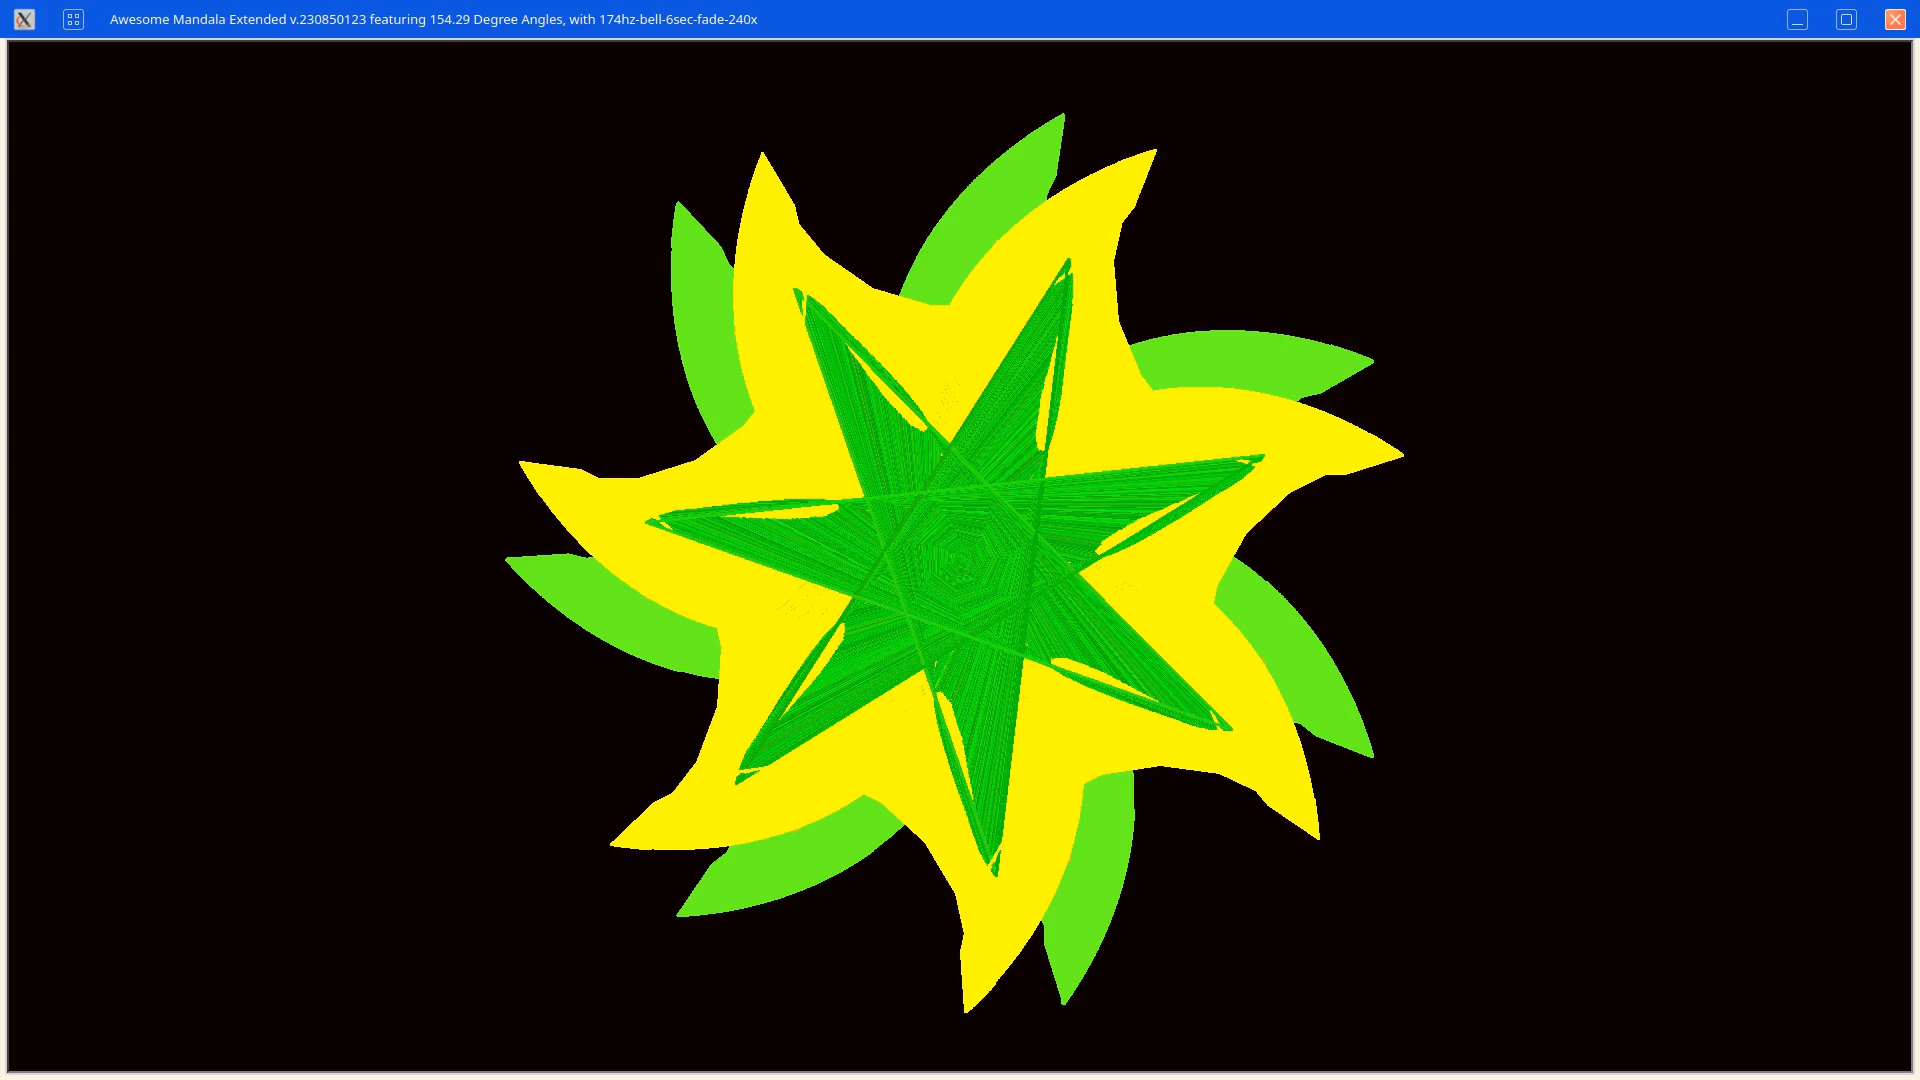 Awesome Mandala Extended v.230850123 featuring 154.29 Degree Angles, with 174hz-bell-6sec-fade-240x